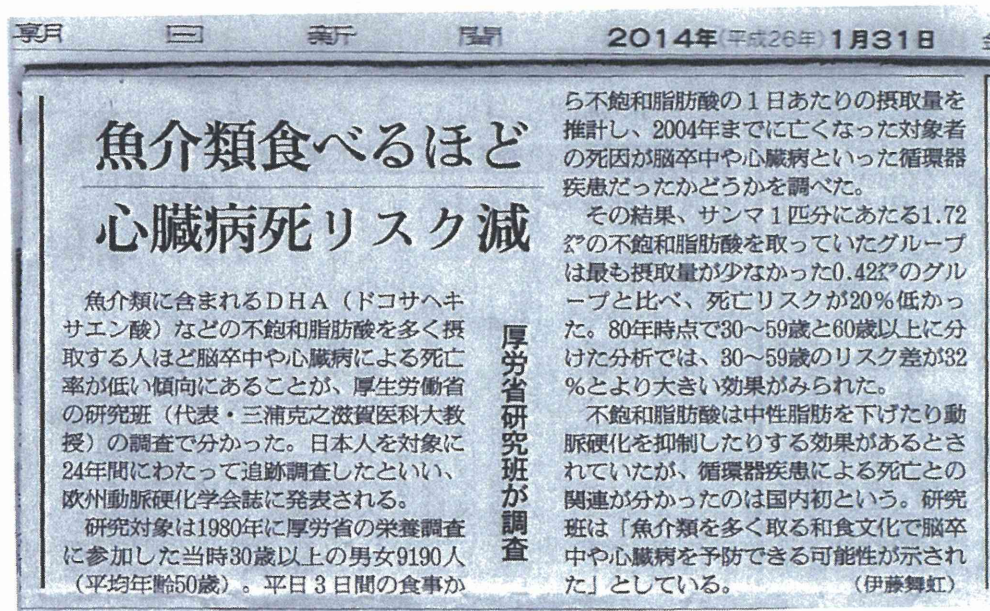 朝日新聞 2014年(平成26年)1月31日
魚介類食べるほど
心臓病死リスク減
厚労省研究班が調査
魚介類に含まれるDHA(ドコサヘキ
サエン酸)などの不飽和脂肪酸を多く摂
取する人ほど脳卒中や心臓病による死亡
率が低い傾向にあることが、厚生労働省
の研究班(代表・三浦克之滋賀医科大教
授)の調査で分かった。日本人を対象に
24年間にわたって追跡調査したといい、
欧州動脈硬化学会誌に発表される。
研究対象は1980年に厚労省の栄養調査
に参加した当時30歳以上の男女9190人
(平均年齢50歳)。平日3日間の食事か
ら不飽和脂肪酸の1日あたりの摂取量を
推計し、2004年までに亡くなった対象者
の死因が脳卒中や心臓病といった循環器
疾患だったかどうかを調べた。
その結果、サンマ1匹分にあたる1.72
㌘の不飽和脂肪酸を取っていたグループ
は最も摂取量が少なかった0.42㌘のグル
ープと比べ、死亡リスクが20%低かっ
た。80年時点で30〜59歳と60歳以上に分
けた分析では、30〜59歳のリスク差が32
%とより大きい効果がみられた。
不飽和脂肪酸は中性脂肪を下げたり動
脈硬化を抑制したりする効果があるとさ
れていたが、循環器疾患による死亡との
関連が分かったのは国内初という。研究
班は「魚介類を多く取る和食文化で脳卒
中や心臓病を予防できる可能性が示され
た」としている。 (伊藤舞虹)